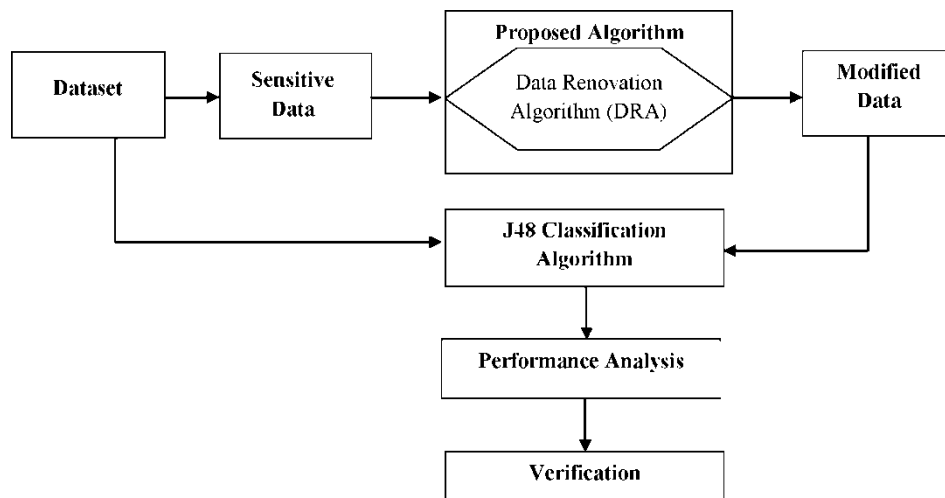 Dataset
Sensitive
Data
Proposed Algorithm
Data Renovation
Algorithm (DRA)
Modified
Data
J48 Classification
Algorithm
Performance Analysis
Verification